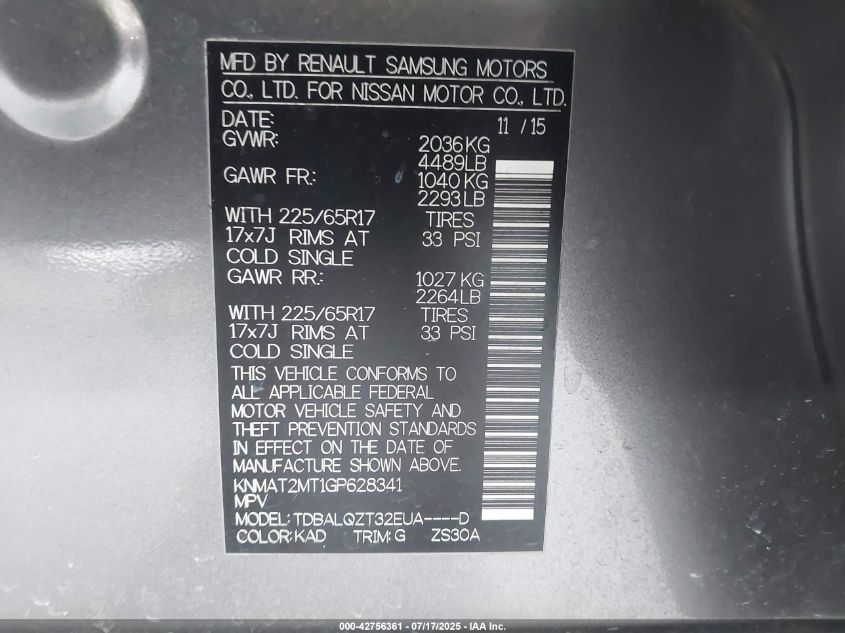 MFD BY RENAULT SAMSUNG MOTORS
CO., LTD. FOR NISSAN MOTOR CO., LTD.
DATE: 11 / 15
GVWR: 2036 KG
4489LB
GAWR FR.: 1040 KG
2293 LB
WITH 225/65R17 TIRES
17x7J RIMS AT 33 PSI
COLD SINGLE
GAWR RR.: 1027 KG
2264LB
WITH 225/65R17 TIRES
17x7J RIMS AT 33 PSI
COLD SINGLE
THIS VEHICLE CONFORMS TO
ALL APPLICABLE FEDERAL
MOTOR VEHICLE SAFETY AND
THEFT PREVENTION STANDARDS
IN EFFECT ON THE DATE OF
MANUFACTURE SHOWN ABOVE.
KNMAT2MT1GP628341
MPV
MODEL: TDBALQZT32EUA----D
COLOR: KAD TRIM: G ZS30A
000-42756361 - 07/17/2025 - IAA Inc.